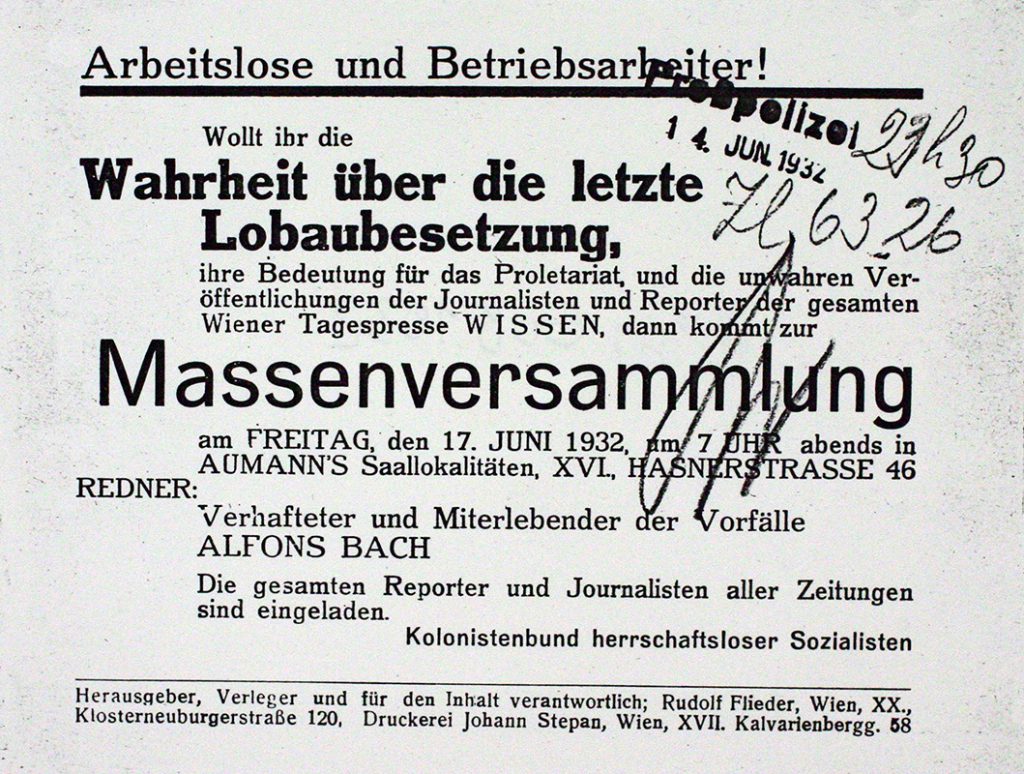 Arbeitslose und Betriebsarbeiter!
Preßpolizei
14. JUN. 1932
23h30
Zl. 6326
Wollt ihr die
Wahrheit über die letzte
Lobaubesetzung,
ihre Bedeutung für das Proletariat, und die unwahren Ver-
öffentlichungen der Journalisten und Reporter der gesamten
Wiener Tagespresse WISSEN, dann kommt zur
Massenversammlung
am FREITAG, den 17. JUNI 1932, um 7 UHR abends in
AUMANN'S Saallokalitäten, XVI., HASNERSTRASSE 46
REDNER:
Verhafteter und Miterlebender der Vorfälle
ALFONS BACH
Die gesamten Reporter und Journalisten aller Zeitungen
sind eingeladen.
Kolonistenbund herrschaftsloser Sozialisten
Herausgeber, Verleger und für den Inhalt verantwortlich; Rudolf Flieder, Wien, XX.,
Klosterneuburgerstraße 120, Druckerei Johann Stepan, Wien, XVII. Kalvarienbergg. 58